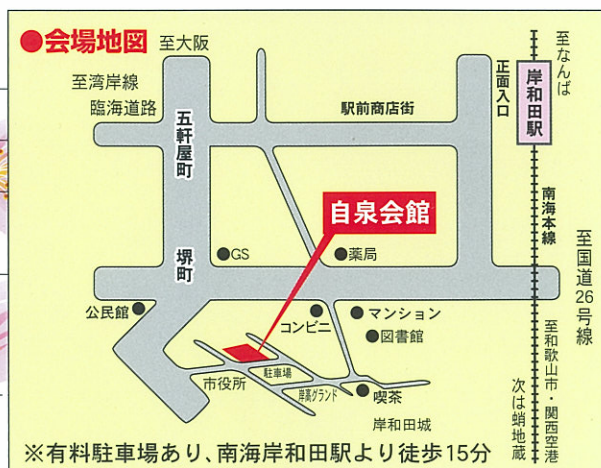 ●会場地図
至大阪
至湾岸線
臨海道路
五軒屋町
駅前商店街
正面入口
岸和田駅
至なんば
南海本線
至国道26号線
自泉会館
堺町
●GS
●薬局
公民館●
コンビニ
●マンション
●図書館
市役所
駐車場
岸高グランド
喫茶
岸和田城
至和歌山市・関西空港
次は蛸地蔵
※有料駐車場あり、南海岸和田駅より徒歩15分